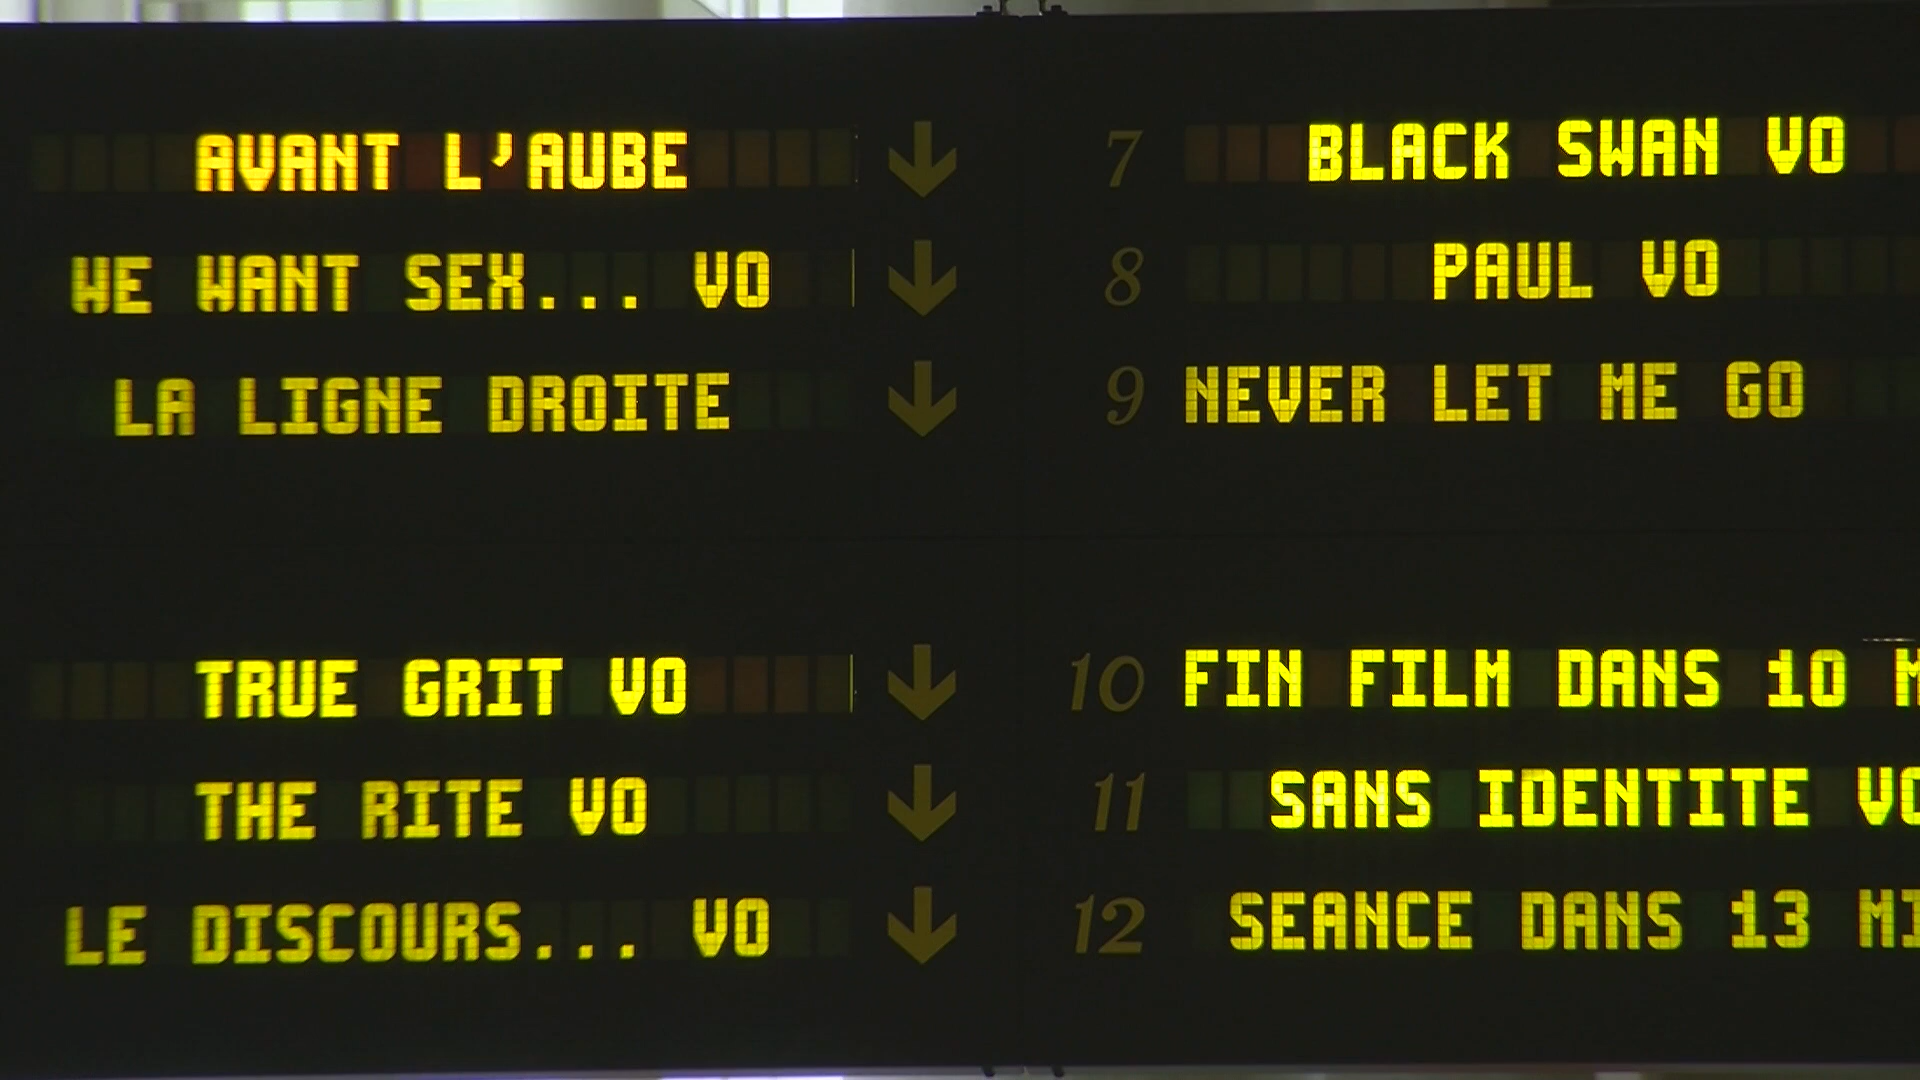 AVANT L'AUBE
WE WANT SEX... VO
LA LIGNE DROITE
TRUE GRIT VO
THE RITE VO
LE DISCOURS... VO
7 BLACK SWAN VO
8 PAUL VO
9 NEVER LET ME GO
10 FIN FILM DANS 10 M
11 SANS IDENTITE VO
12 SEANCE DANS 13 MI